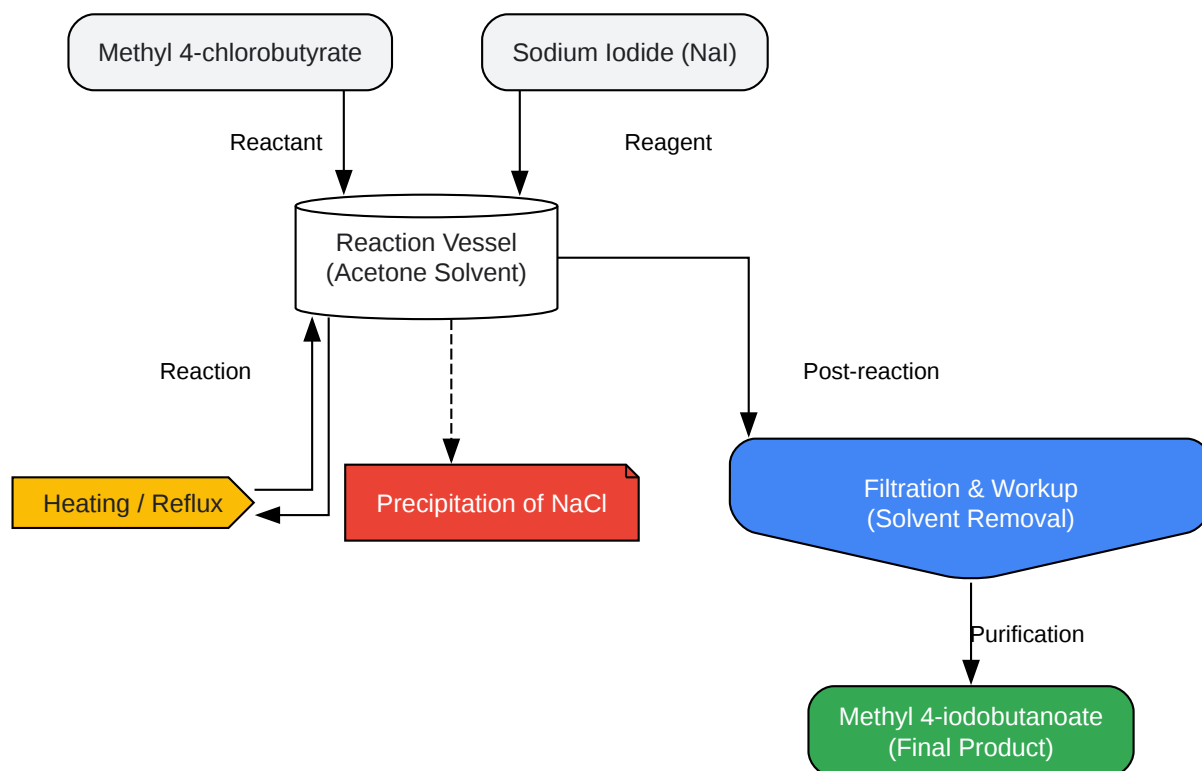 Methyl 4-chlorobutyrate
Sodium Iodide (NaI)
Reactant
Reagent
Reaction Vessel
(Acetone Solvent)
Reaction
Post-reaction
Heating / Reflux
Precipitation of NaCl
Filtration & Workup
(Solvent Removal)
Purification
Methyl 4-iodobutanoate
(Final Product)